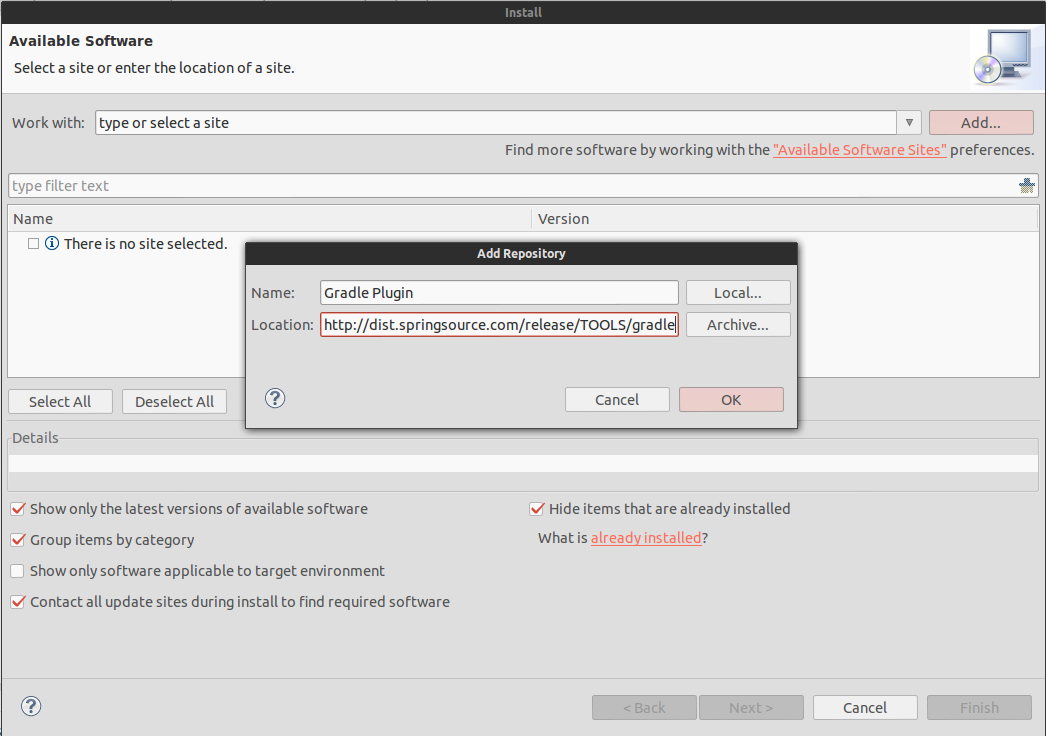 Install
Available Software
Select a site or enter the location of a site.
Work with: type or select a site Add...
Find more software by working with the "Available Software Sites" preferences.
type filter text
Name Version
There is no site selected.
Add Repository
Name: Gradle Plugin Local...
Location: http://dist.springsource.com/release/TOOLS/gradle Archive...
Cancel OK
Select All Deselect All
Details
Show only the latest versions of available software Hide items that are already installed
Group items by category What is already installed?
Show only software applicable to target environment
Contact all update sites during install to find required software
< Back Next > Cancel Finish